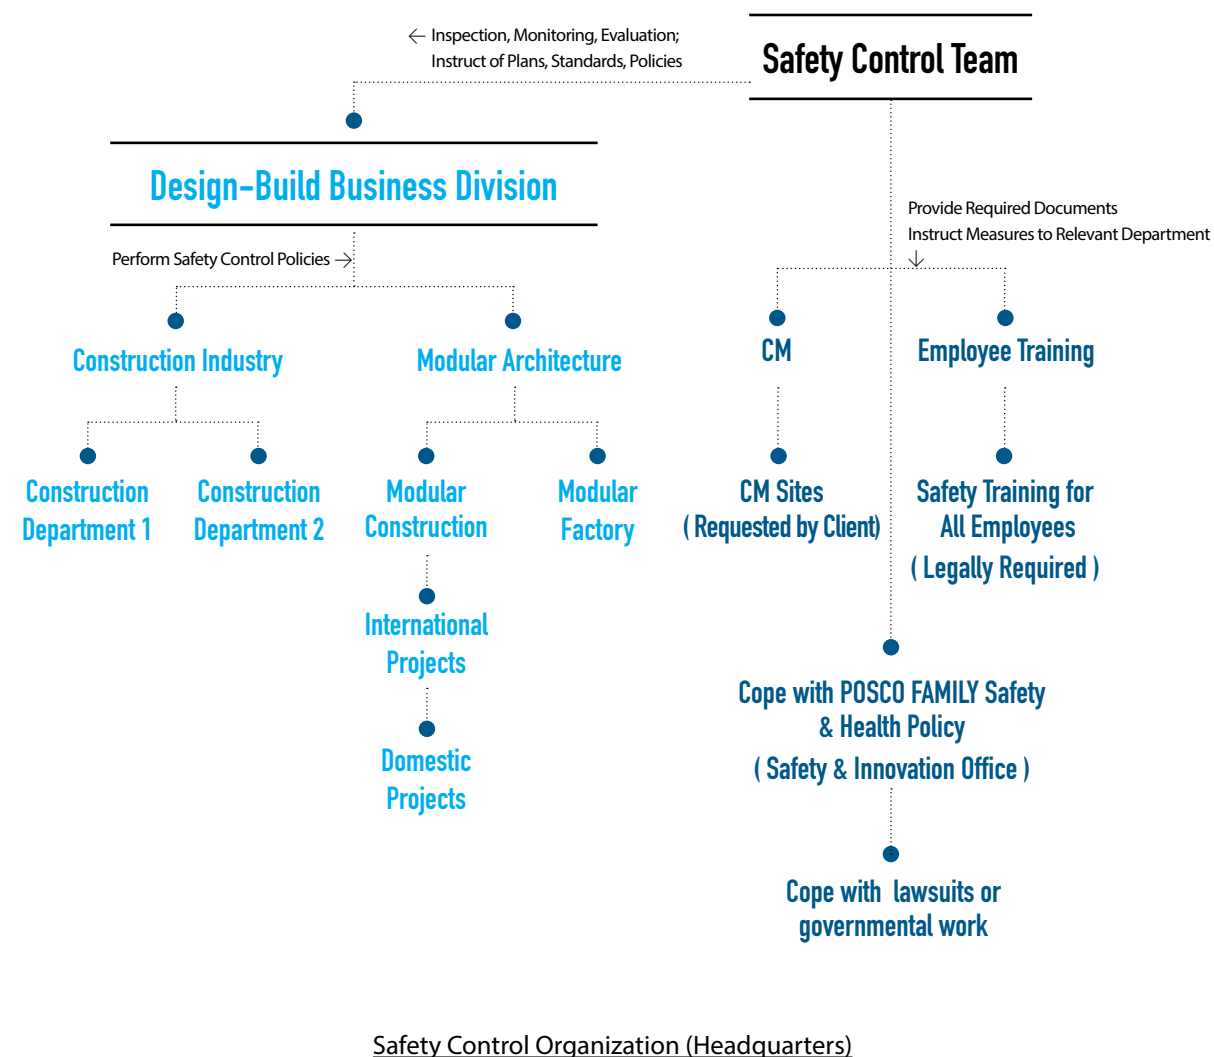 ← Inspection, Monitoring, Evaluation;
Instruct of Plans, Standards, Policies
Safety Control Team
Design-Build Business Division
Perform Safety Control Policies →
Provide Required Documents
Instruct Measures to Relevant Department
↓
Construction Industry
Modular Architecture
CM
Employee Training
Construction
Department 1
Construction
Department 2
Modular
Construction
Modular
Factory
CM Sites
( Requested by Client)
Safety Training for
All Employees
( Legally Required )
International
Projects
Domestic
Projects
Cope with POSCO FAMILY Safety
& Health Policy
( Safety & Innovation Office )
Cope with lawsuits or
governmental work
Safety Control Organization (Headquarters)